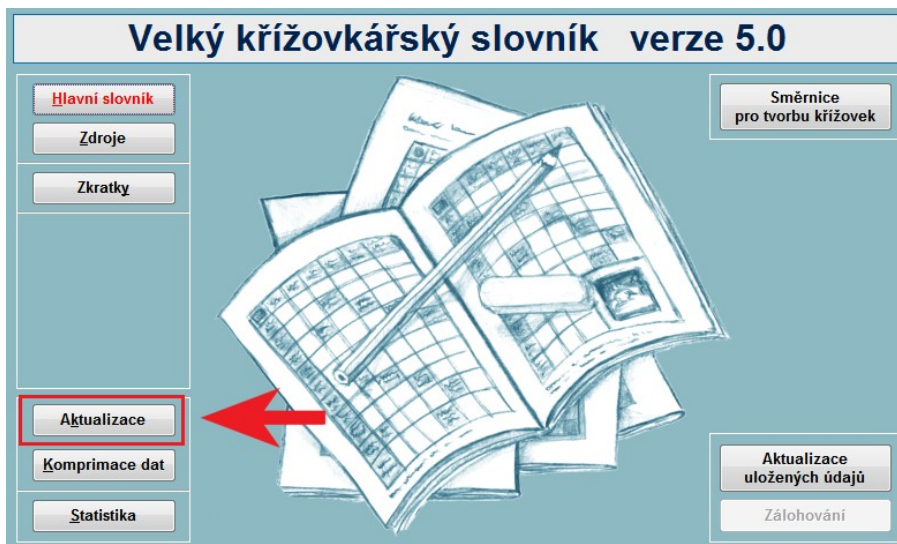 Velký křížovkářský slovník verze 5.0
Hlavní slovník
Zdroje
Zkratky
Aktualizace
Komprimace dat
Statistika
Směrnice
pro tvorbu křížovek
Aktualizace
uložených údajů
Zálohování